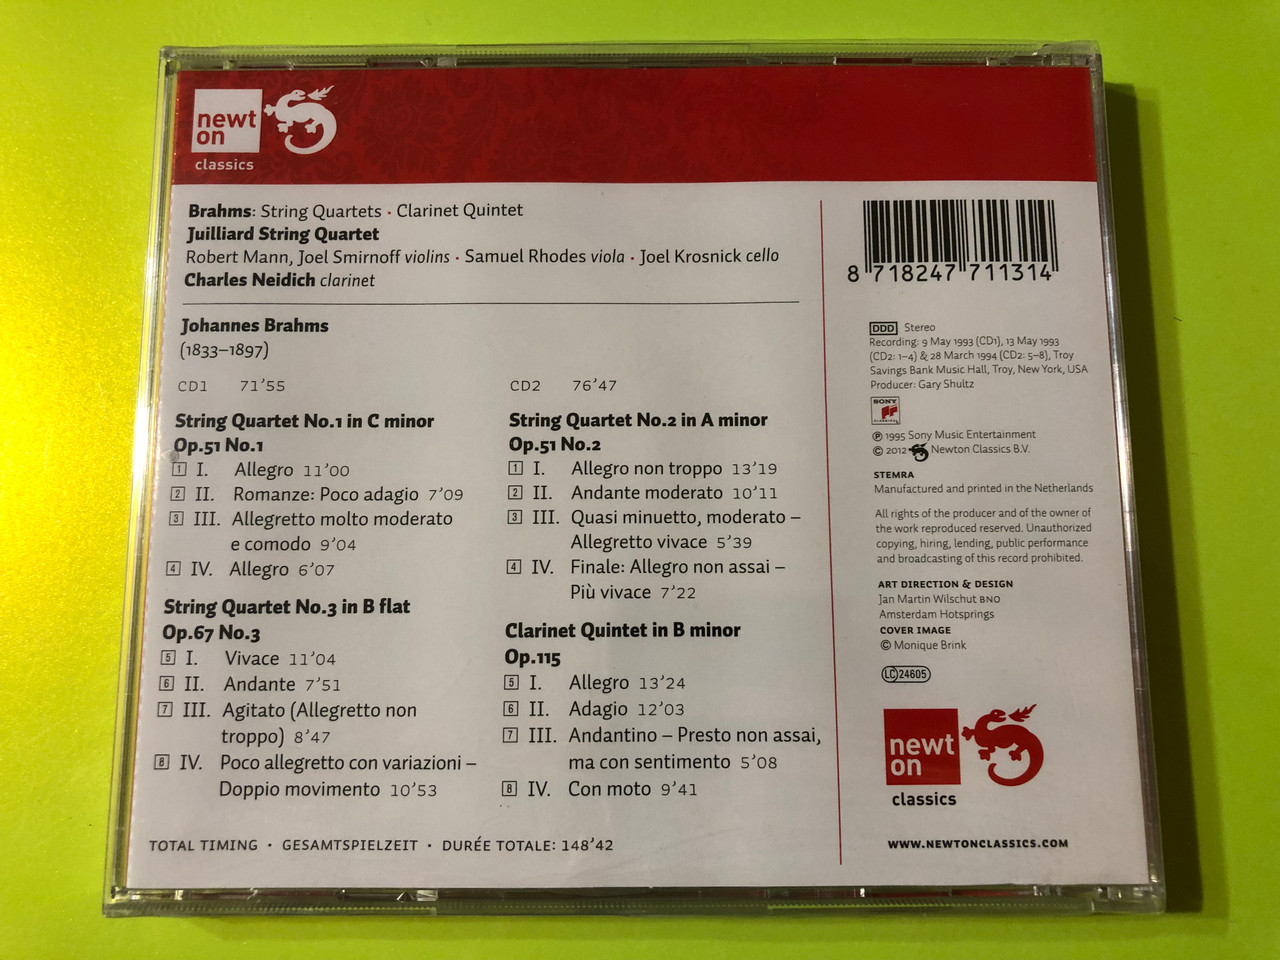 newt
on
classics
Brahms: String Quartets · Clarinet Quintet
Juilliard String Quartet
Robert Mann, Joel Smirnoff violins · Samuel Rhodes viola · Joel Krosnick cello
Charles Neidich clarinet
Johannes Brahms
(1833–1897)
CD1 71’55
String Quartet No.1 in C minor
Op.51 No.1
1 I. Allegro 11’00
2 II. Romanze: Poco adagio 7’09
3 III. Allegretto molto moderato
e comodo 9’04
4 IV. Allegro 6’07
String Quartet No.3 in B flat
Op.67 No.3
5 I. Vivace 11’04
6 II. Andante 7’51
7 III. Agitato (Allegretto non
troppo) 8’47
8 IV. Poco allegretto con variazioni –
Doppio movimento 10’53
CD2 76’47
String Quartet No.2 in A minor
Op.51 No.2
1 I. Allegro non troppo 13’19
2 II. Andante moderato 10’11
3 III. Quasi minuetto, moderato –
Allegretto vivace 5’39
4 IV. Finale: Allegro non assai –
Più vivace 7’22
Clarinet Quintet in B minor
Op.115
5 I. Allegro 13’24
6 II. Adagio 12’03
7 III. Andantino – Presto non assai,
ma con sentimento 5’08
8 IV. Con moto 9’41
TOTAL TIMING · GESAMTSPIELZEIT · DURÉE TOTALE: 148’42
8 718247 711314
DDD Stereo
Recording: 9 May 1993 (CD1), 13 May 1993
(CD2: 1–4) & 28 March 1994 (CD2: 5–8), Troy
Savings Bank Music Hall, Troy, New York, USA
Producer: Gary Shultz
SONY
CLASSICAL
℗ 1995 Sony Music Entertainment
© 2012 Newton Classics B.V.
STEMRA
Manufactured and printed in the Netherlands
All rights of the producer and of the owner of
the work reproduced reserved. Unauthorized
copying, hiring, lending, public performance
and broadcasting of this record prohibited.
ART DIRECTION & DESIGN
Jan Martin Wilschut BNO
Amsterdam Hotsprings
COVER IMAGE
© Monique Brink
LC 24605
newt
on
classics
WWW.NEWTONCLASSICS.COM